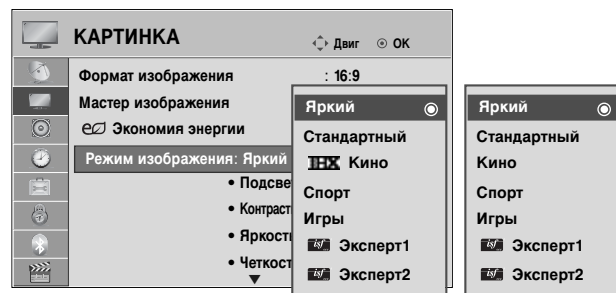 КАРТИНКА
Двиг ОК
Формат изображения : 16:9
Мастер изображения
Экономия энергии
Режим изображения: Яркий
• Подсве
• Контраст
• Яркост
• Четкост
Яркий
Стандартный
THX Кино
Спорт
Игры
isf Эксперт1
isf Эксперт2
Яркий
Стандартный
Кино
Спорт
Игры
isf Эксперт1
isf Эксперт2